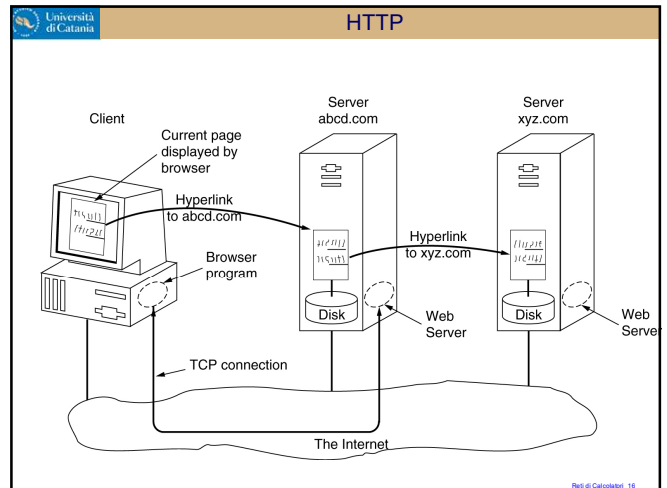 Università
di Catania
HTTP
Client
Server
abcd.com
Server
xyz.com
Current page
displayed by
browser
Hyperlink
to abcd.com
Hyperlink
to xyz.com
Browser
program
Disk
Web
Server
Disk
Web
Server
TCP connection
The Internet
Reti di Calcolatori 16